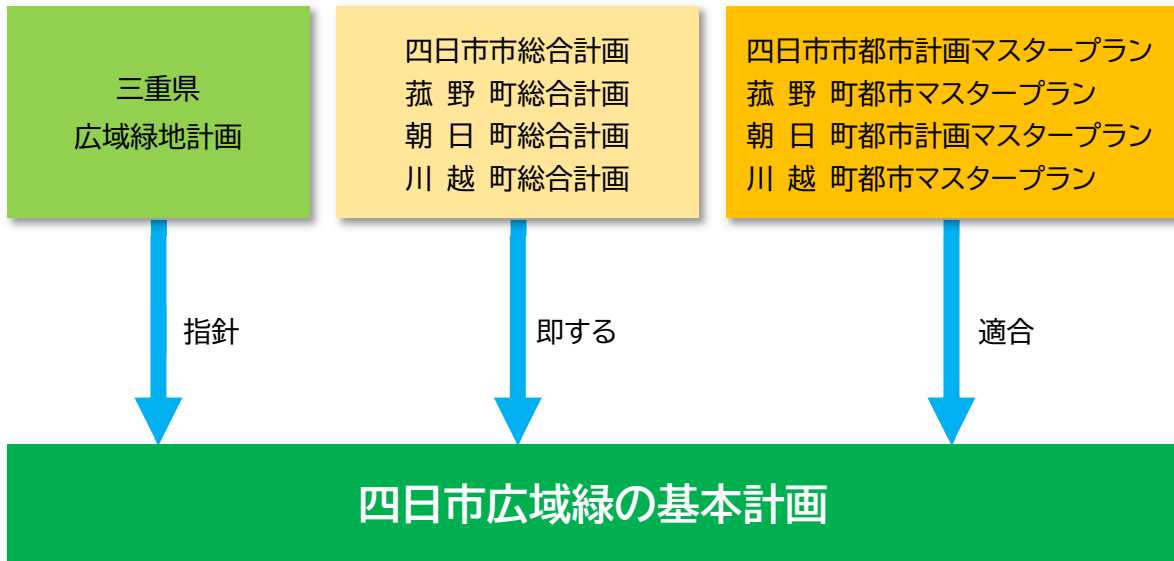 三重県
広域緑地計画
四日市市総合計画
菰 野 町総合計画
朝 日 町総合計画
川 越 町総合計画
四日市市都市計画マスタープラン
菰 野 町都市マスタープラン
朝 日 町都市計画マスタープラン
川 越 町都市マスタープラン
指針
即する
適合
四日市広域緑の基本計画